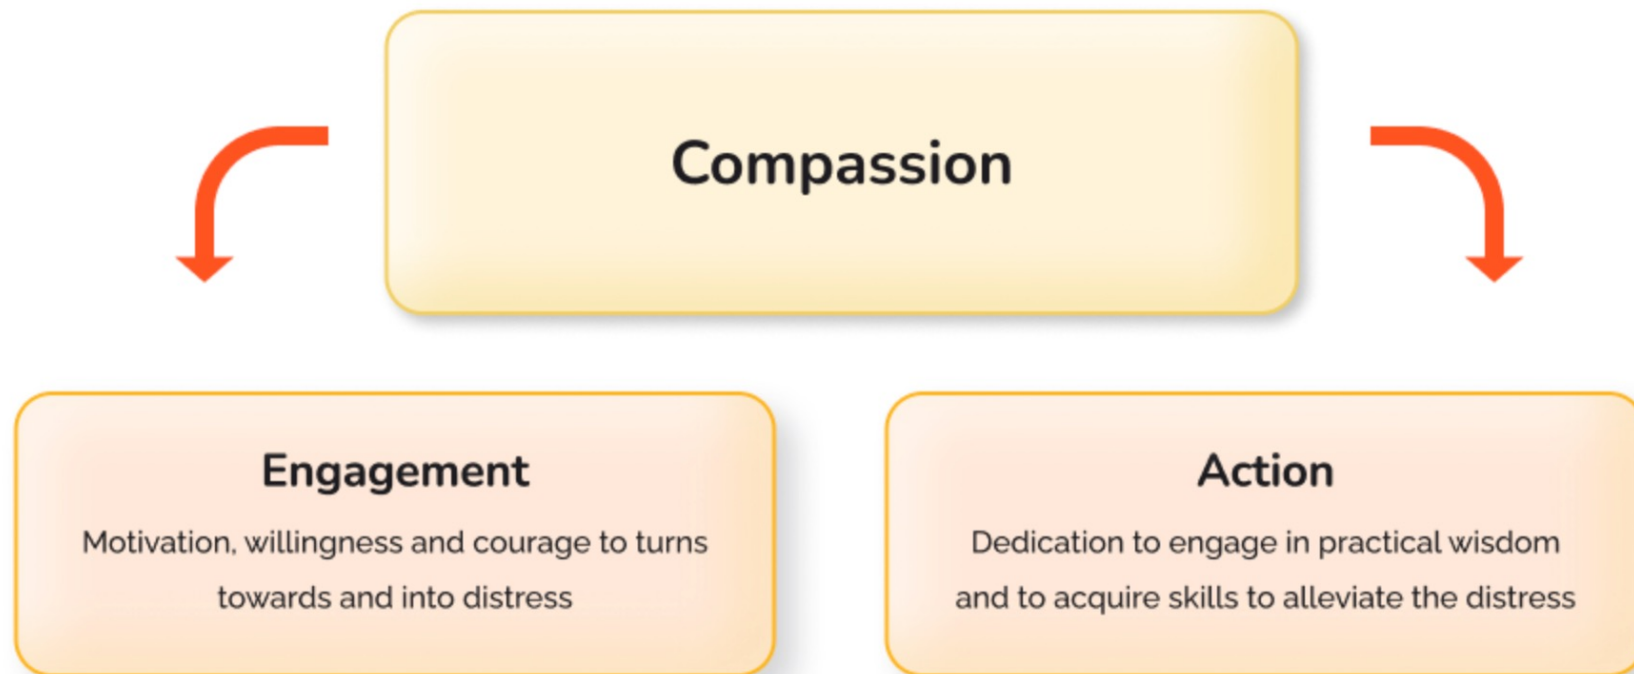 Compassion
Engagement
Motivation, willingness and courage to turns
towards and into distress
Action
Dedication to engage in practical wisdom
and to acquire skills to alleviate the distress